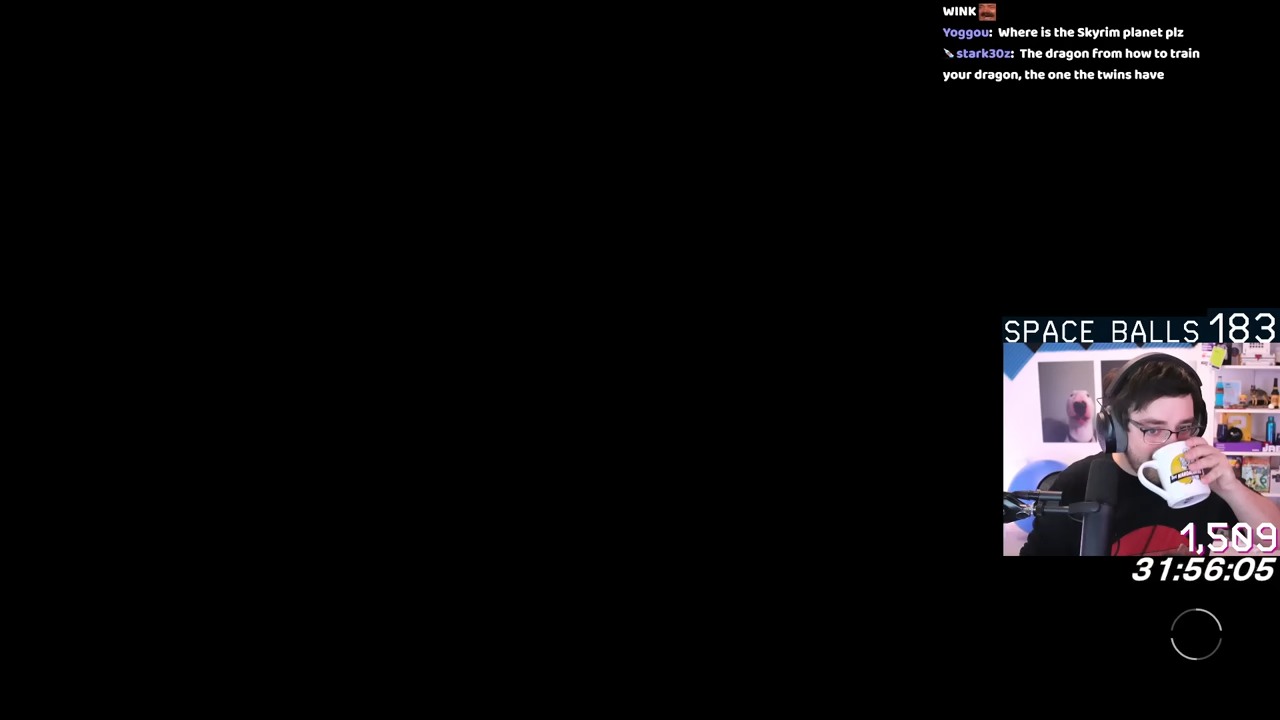 WINK
Yoggou: Where is the Skyrim planet plz
stark30z: The dragon from how to train
your dragon, the one the twins have
SPACE BALLS 183
1,509
31:56:05